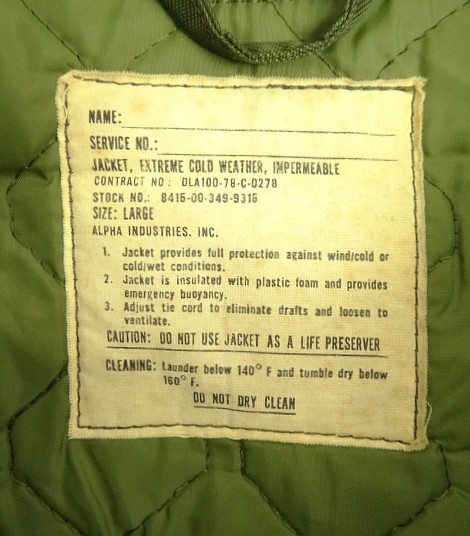 NAME:
SERVICE NO.:
JACKET, EXTREME COLD WEATHER, IMPERMEABLE
CONTRACT NO: DLA100-78-C-0278
STOCK NO.: 8415-00-349-9315
SIZE: LARGE
ALPHA INDUSTRIES. INC.
1. Jacket provides full protection against wind/cold or
cold/wet conditions.
2. Jacket is insulated with plastic foam and provides
emergency buoyancy.
3. Adjust tie cord to eliminate drafts and loosen to
ventilate.
CAUTION: DO NOT USE JACKET AS A LIFE PRESERVER
CLEANING: Launder below 140° F and tumble dry below
160° F.
DO NOT DRY CLEAN